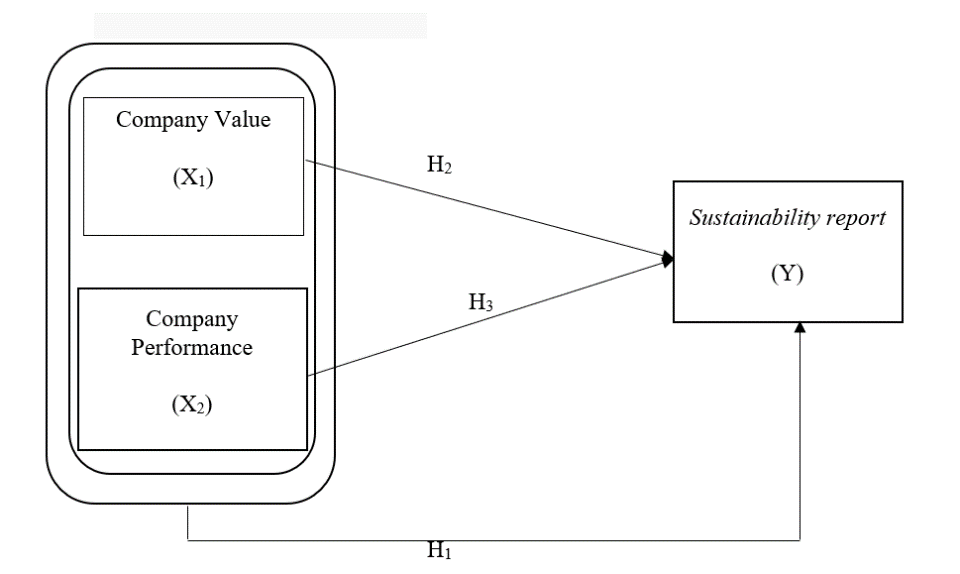 Company Value
(X₁)
H₂
Sustainability report
(Y)
H₃
Company
Performance
(X₂)
H₁